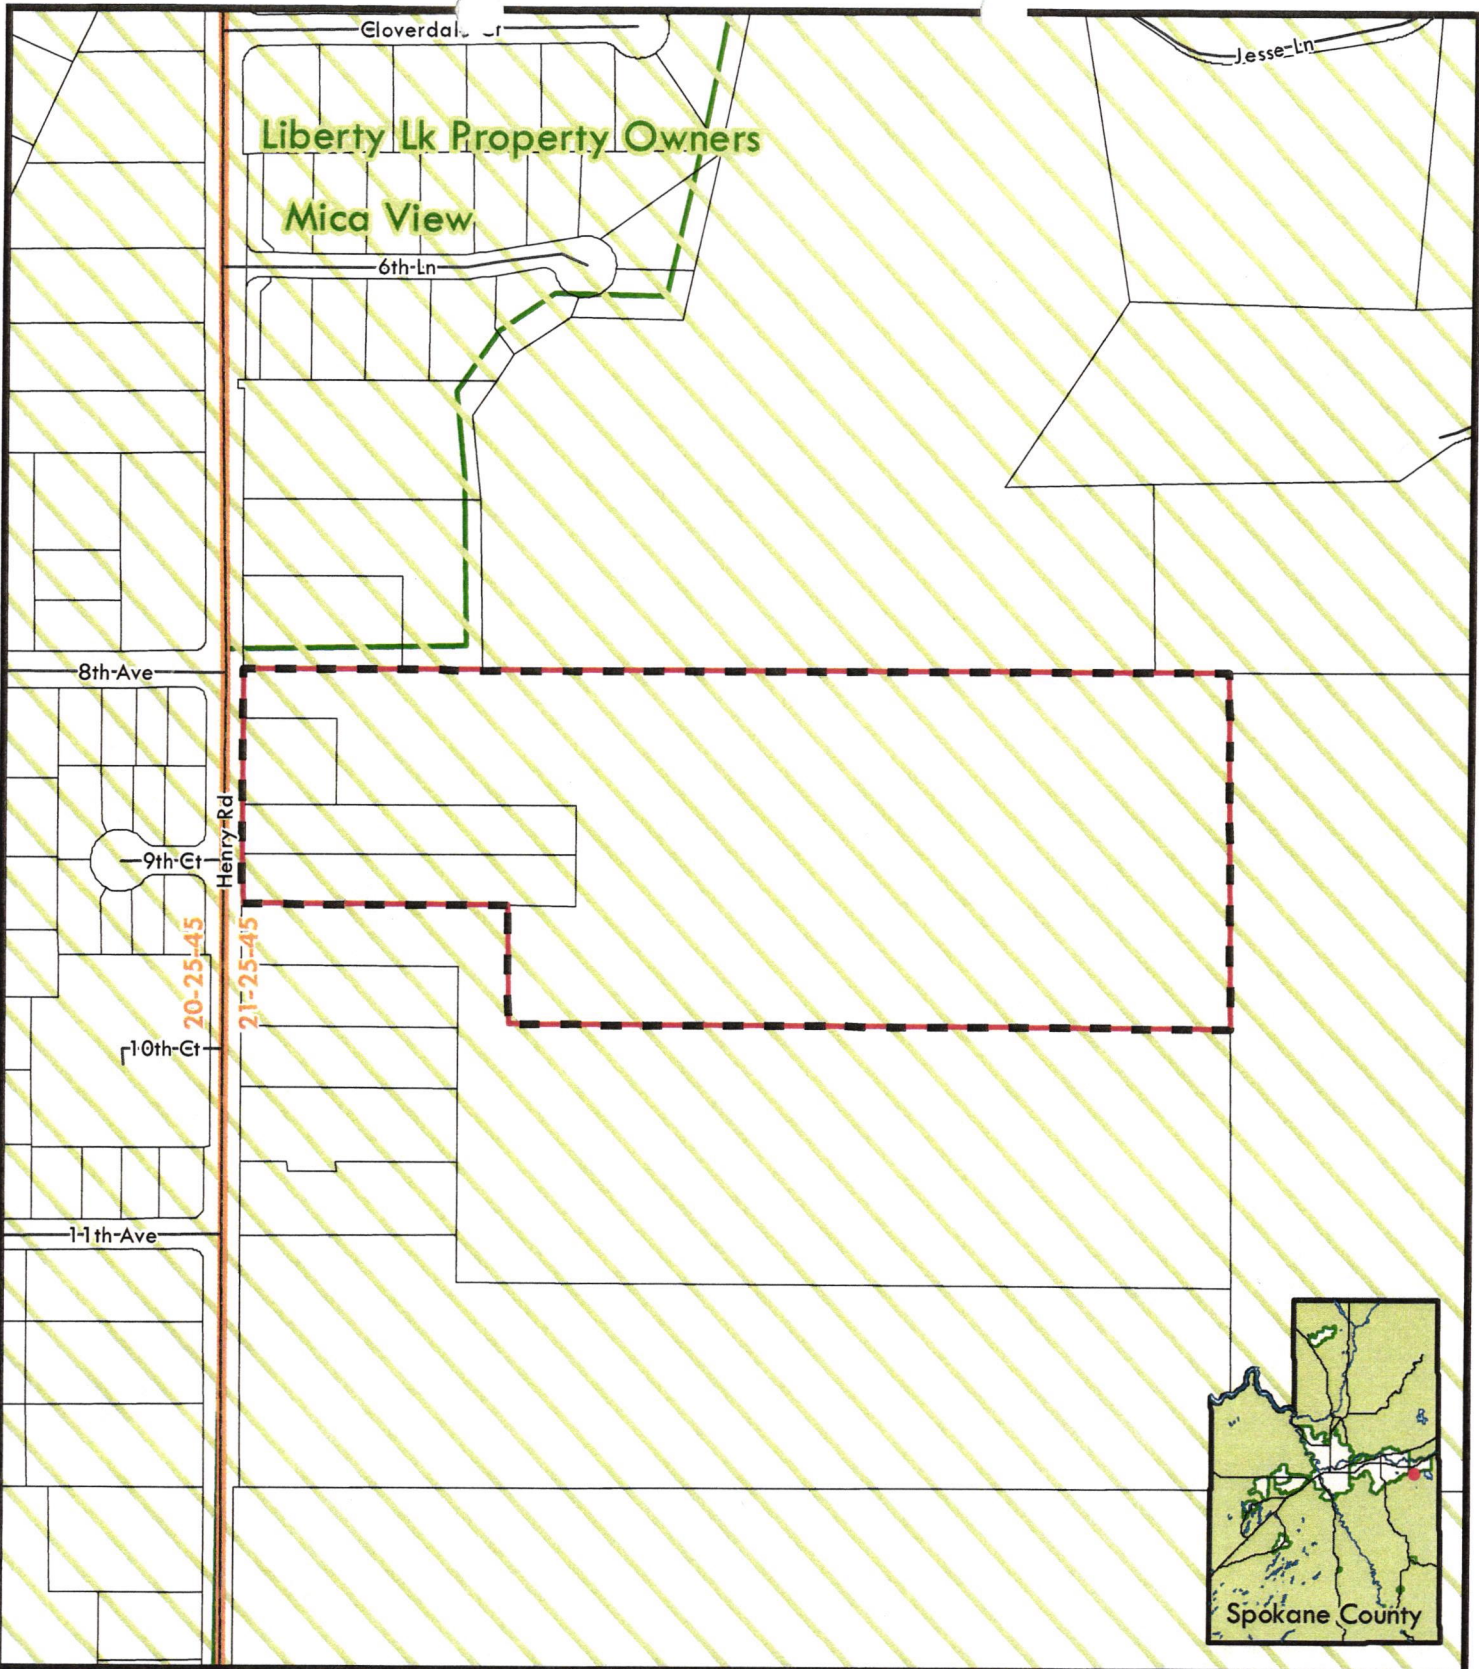 Jesse Ln
Liberty Lk Property Owners
Mica View
6th Ln
8th Ave
Henry Rd
9th Ct
20-25-45
21-25-45
10th Ct
11th Ave
Spokane County